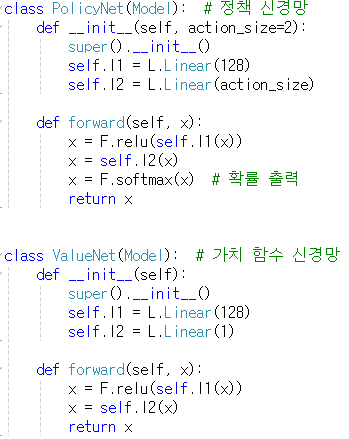 class PolicyNet(Model):  # 정책 신경망
    def __init__(self, action_size=2):
        super().__init__()
        self.l1 = L.Linear(128)
        self.l2 = L.Linear(action_size)

    def forward(self, x):
        x = F.relu(self.l1(x))
        x = self.l2(x)
        x = F.softmax(x)  # 확률 출력
        return x

class ValueNet(Model):  # 가치 함수 신경망
    def __init__(self):
        super().__init__()
        self.l1 = L.Linear(128)
        self.l2 = L.Linear(1)

    def forward(self, x):
        x = F.relu(self.l1(x))
        x = self.l2(x)
        return x